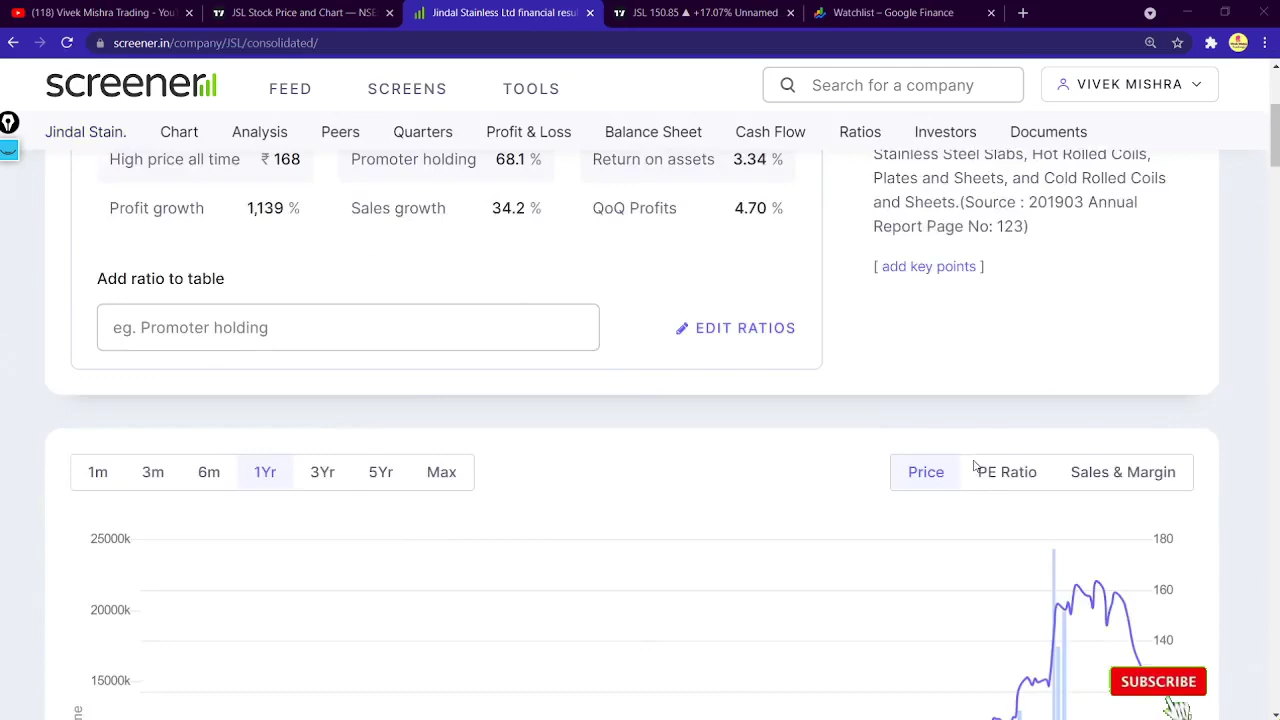 (118) Vivek Mishra Trading - You
JSL Stock Price and Chart — NSE
Jindal Stainless Ltd financial resu
JSL 150.85 ▲ +17.07% Unnamed
Watchlist – Google Finance
screener.in/company/JSL/consolidated/
screener
FEED
SCREENS
TOOLS
Search for a company
VIVEK MISHRA
Jindal Stain.
Chart
Analysis
Peers
Quarters
Profit & Loss
Balance Sheet
Cash Flow
Ratios
Investors
Documents
High price all time ₹ 168
Promoter holding 68.1 %
Return on assets 3.34 %
Profit growth 1,139 %
Sales growth 34.2 %
QoQ Profits 4.70 %
Stainless Steel Slabs, Hot Rolled Coils,
Plates and Sheets, and Cold Rolled Coils
and Sheets.(Source : 201903 Annual
Report Page No: 123)
[ add key points ]
Add ratio to table
eg. Promoter holding
EDIT RATIOS
1m
3m
6m
1Yr
3Yr
5Yr
Max
Price
PE Ratio
Sales & Margin
25000k
20000k
15000k
180
160
140
SUBSCRIBE